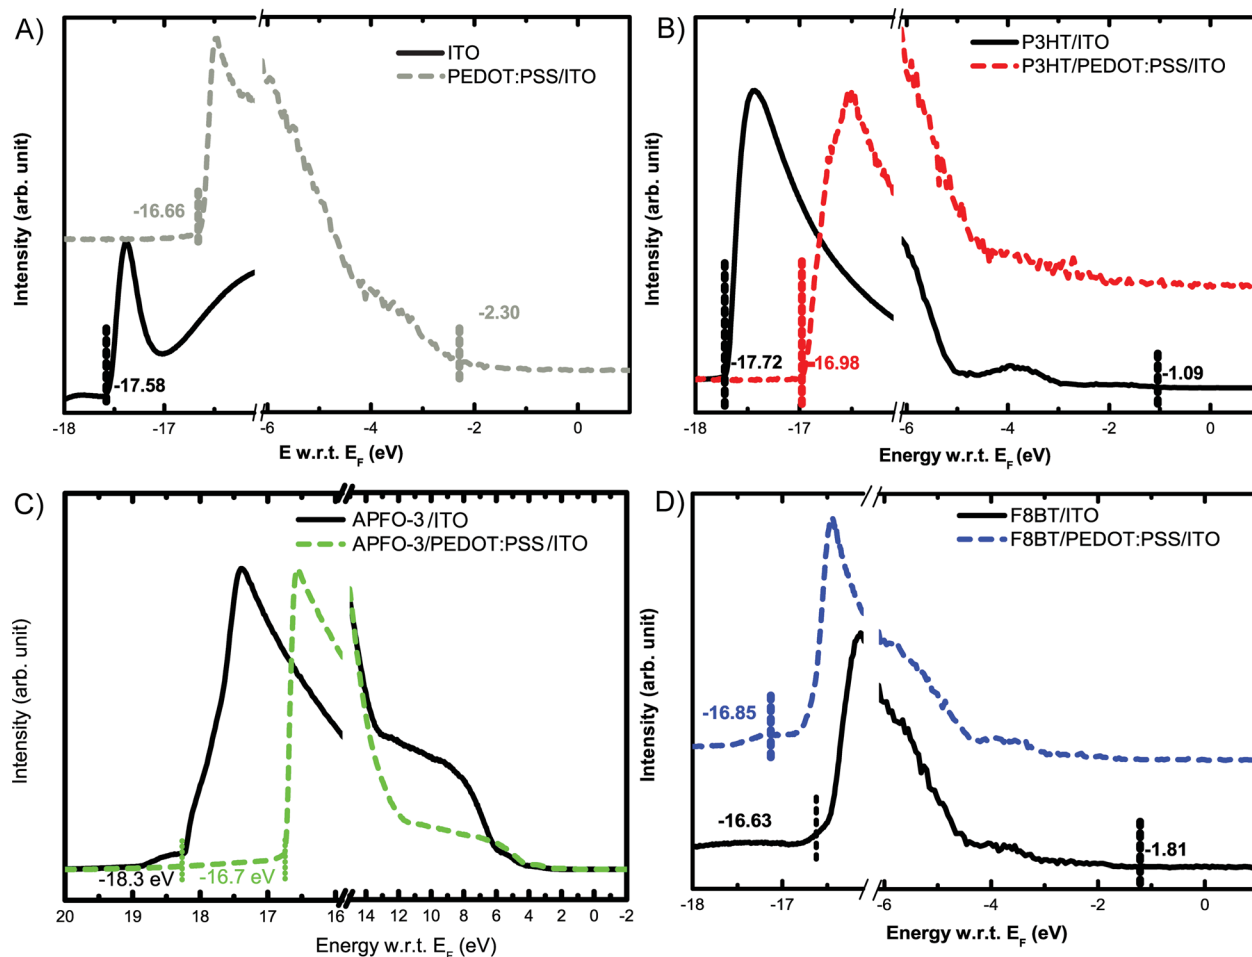 A)
ITO
PEDOT:PSS/ITO
-16.66
-2.30
-17.58
Intensity (arb. unit)
-18 -17 -6 -4 -2 0
E w.r.t. E_F (eV)
B)
P3HT/ITO
P3HT/PEDOT:PSS/ITO
-17.72
-16.98
-1.09
Intensity (arb. unit)
-18 -17 -6 -4 -2 0
Energy w.r.t. E_F (eV)
C)
APFO-3/ITO
APFO-3/PEDOT:PSS/ITO
-18.3 eV
-16.7 eV
Intensity (arb. unit)
20 19 18 17 16 14 12 10 8 6 4 2 0 -2
Energy w.r.t. E_F (eV)
D)
F8BT/ITO
F8BT/PEDOT:PSS/ITO
-16.85
-16.63
-1.81
Intensity (arb. unit)
-18 -17 -6 -4 -2 0
Energy w.r.t. E_F (eV)